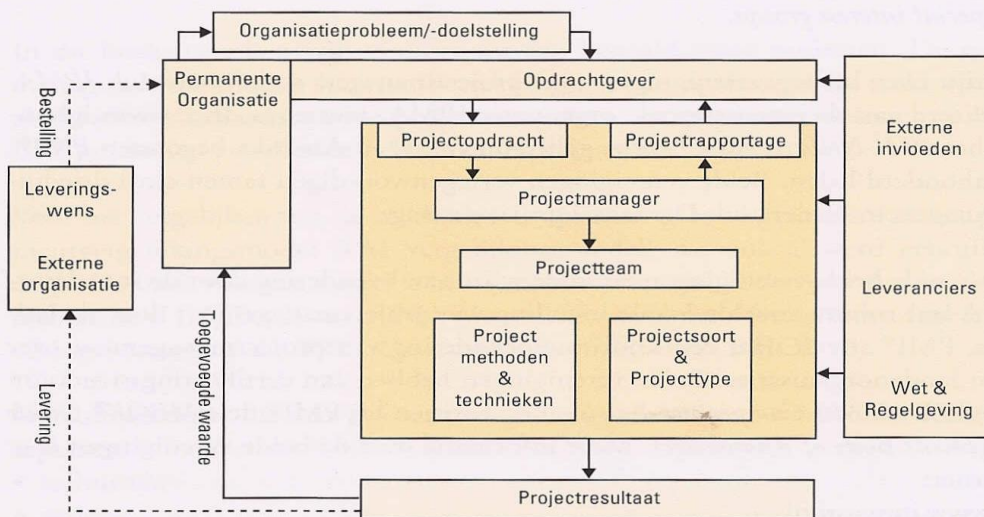 Organisatieprobleem/-doelstelling
Permanente
Organisatie
Opdrachtgever
Bestelling
Projectopdracht
Projectrapportage
Externe
invloeden
Leverings-
wens
Projectmanager
Externe
organisatie
Projectteam
Leveranciers
Toegevoegde waarde
Project
methoden
&
technieken
Projectsoort
&
Projecttype
Wet &
Regelgeving
Levering
Projectresultaat